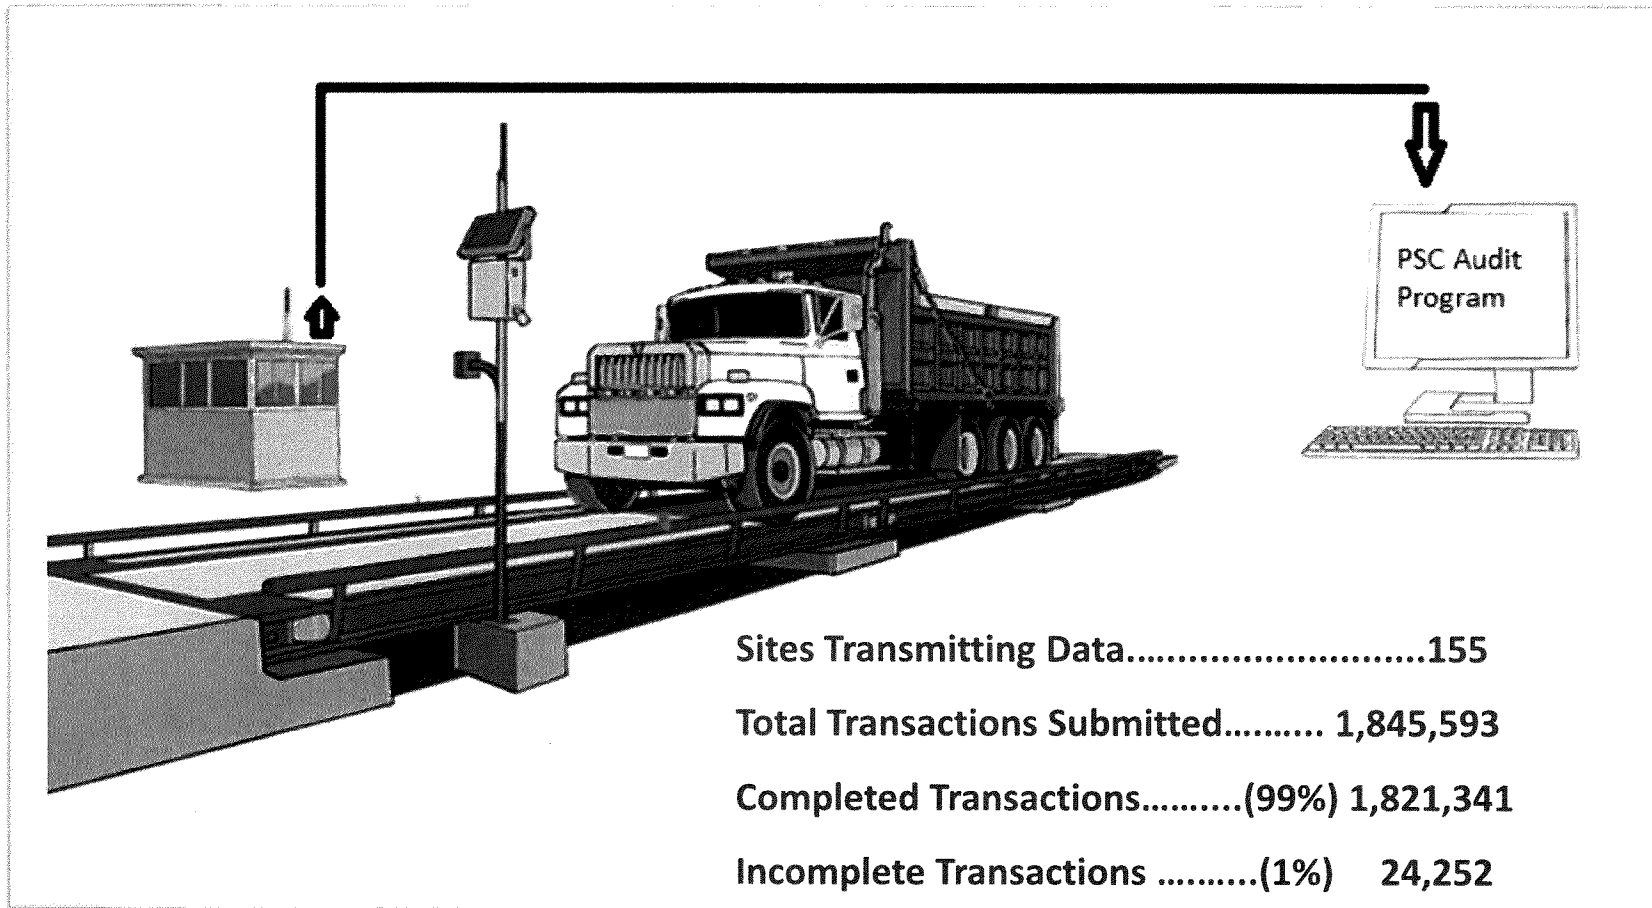 PSC Audit
Program
Sites Transmitting Data.............................155
Total Transactions Submitted.......... 1,845,593
Completed Transactions..........(99%) 1,821,341
Incomplete Transactions ..........(1%) 24,252